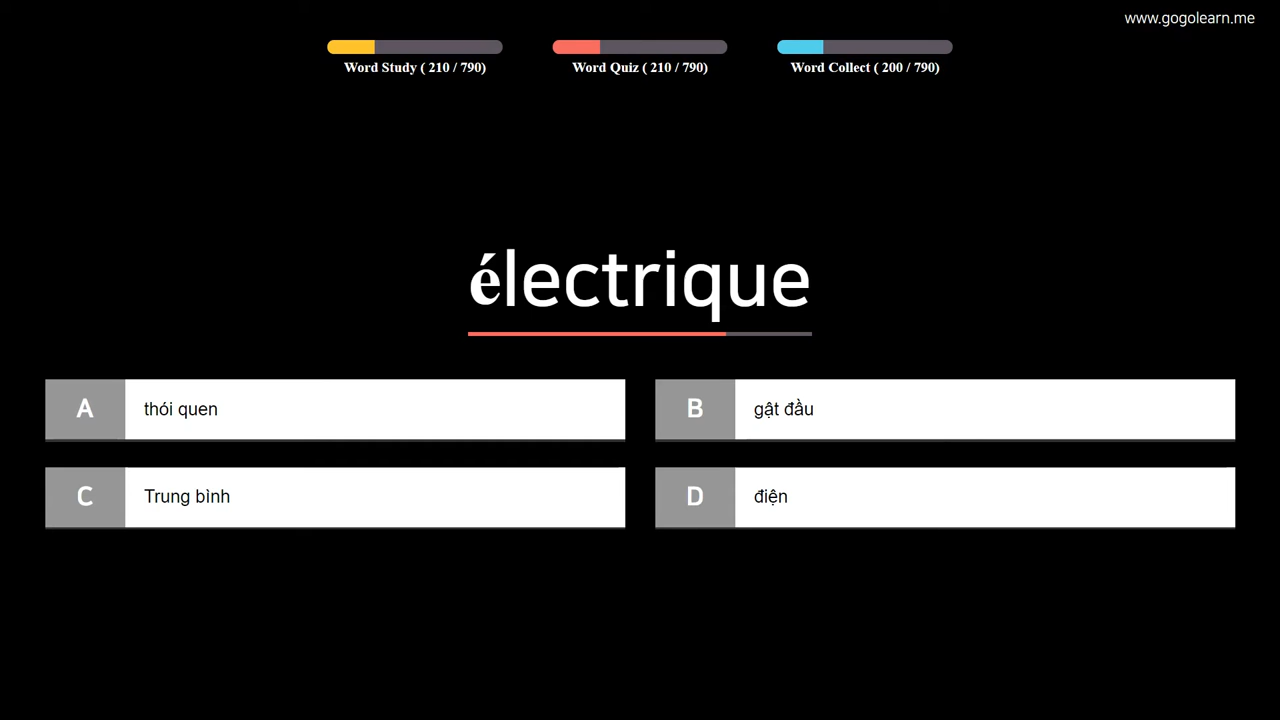 www.gogolearn.me
Word Study ( 210 / 790)
Word Quiz ( 210 / 790)
Word Collect ( 200 / 790)
électrique
A thói quen
B gật đầu
C Trung bình
D điện